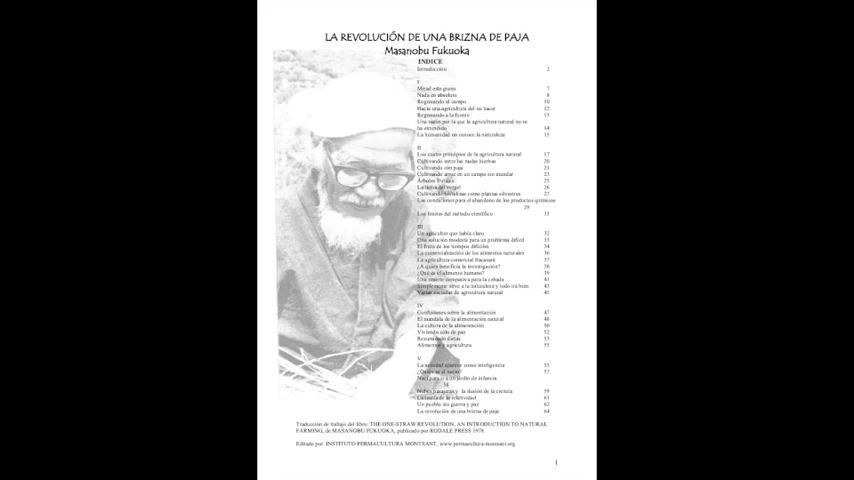 LA REVOLUCIÓN DE UNA BRIZNA DE PAJA
Masanobu Fukuoka
INDICE
Introducción 2
I
Mirad este grano 7
Nada en absoluto 8
Regresando al campo 10
Hacia una agricultura del no hacer 12
Regresando a la fuente 13
Una razón por la que la agricultura natural no se
ha extendido 14
La humanidad no conoce la naturaleza 15
II
Los cuatro principios de la agricultura natural 17
Cultivando entre las malas hierbas 20
Cultivando con paja 21
Cultivando arroz en un campo sin inundar 23
Árboles frutales 25
La tierra del vergel 26
Cultivando hortalizas como plantas silvestres 27
Las condiciones para el abandono de los productos químicos
29
Los límites del método científico 31
III
Un agricultor que habla claro 32
Una solución modesta para un problema difícil 33
El fruto de los tiempos difíciles 34
La comercialización de los alimentos naturales 36
La agricultura comercial fracasará 37
¿A quién beneficia la investigación? 38
¿Qué es el alimento humano? 39
Una muerte compasiva para la cebada 41
Simplemente sirve a la naturaleza y todo irá bien 43
Varias escuelas de agricultura natural 45
IV
Confusiones sobre la alimentación 47
El mandala de la alimentación natural 48
La cultura de la alimentación 50
Viviendo sólo de pan 52
Resumiendo dietas 53
Alimentos y agricultura 55
V
La necedad aparece como inteligencia 55
¿Quién es el necio? 57
Nací para ir a un jardín de infancia
58
Nubes pasajeras y la ilusión de la ciencia 59
La teoría de la relatividad 61
Un pueblo sin guerra y paz 62
La revolución de una brizna de paja 64
Traducción de trabajo del libro: THE ONE-STRAW REVOLUTION, AN INTRODUCTION TO NATURAL
FARMING, de MASANOBU FUKUOKA, publicado por RODALE PRESS 1978.
Editado por: INSTITUTO PERMACULTURA MONTSANT, www.permacultura-montsant.org
1